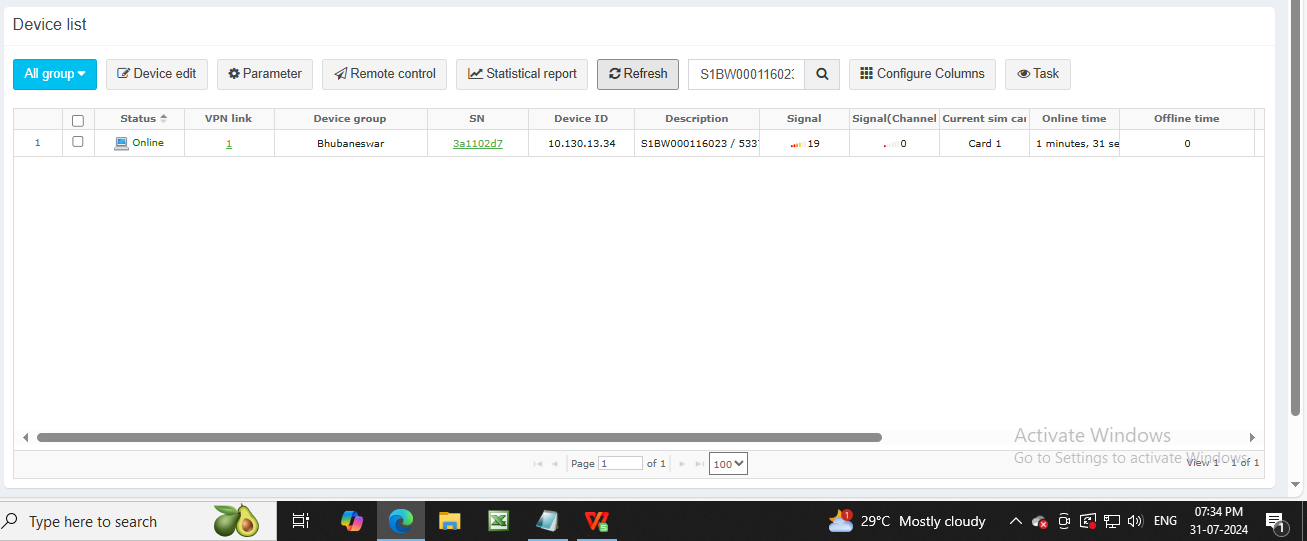 Device list
All group Device edit Parameter Remote control Statistical report Refresh S1BW000116023 Configure Columns Task
Status VPN link Device group SN Device ID Description Signal Signal(Channel Current sim car Online time Offline time
1 Online 1 Bhubaneswar 3a1102d7 10.130.13.34 S1BW000116023 / 533 19 0 Card 1 1 minutes, 31 se 0
Activate Windows
Go to Settings to activate Windows.
Page 1 of 1 100 View 1 - 1 of 1
Type here to search 1 29°C Mostly cloudy ENG 07:34 PM
31-07-2024 1